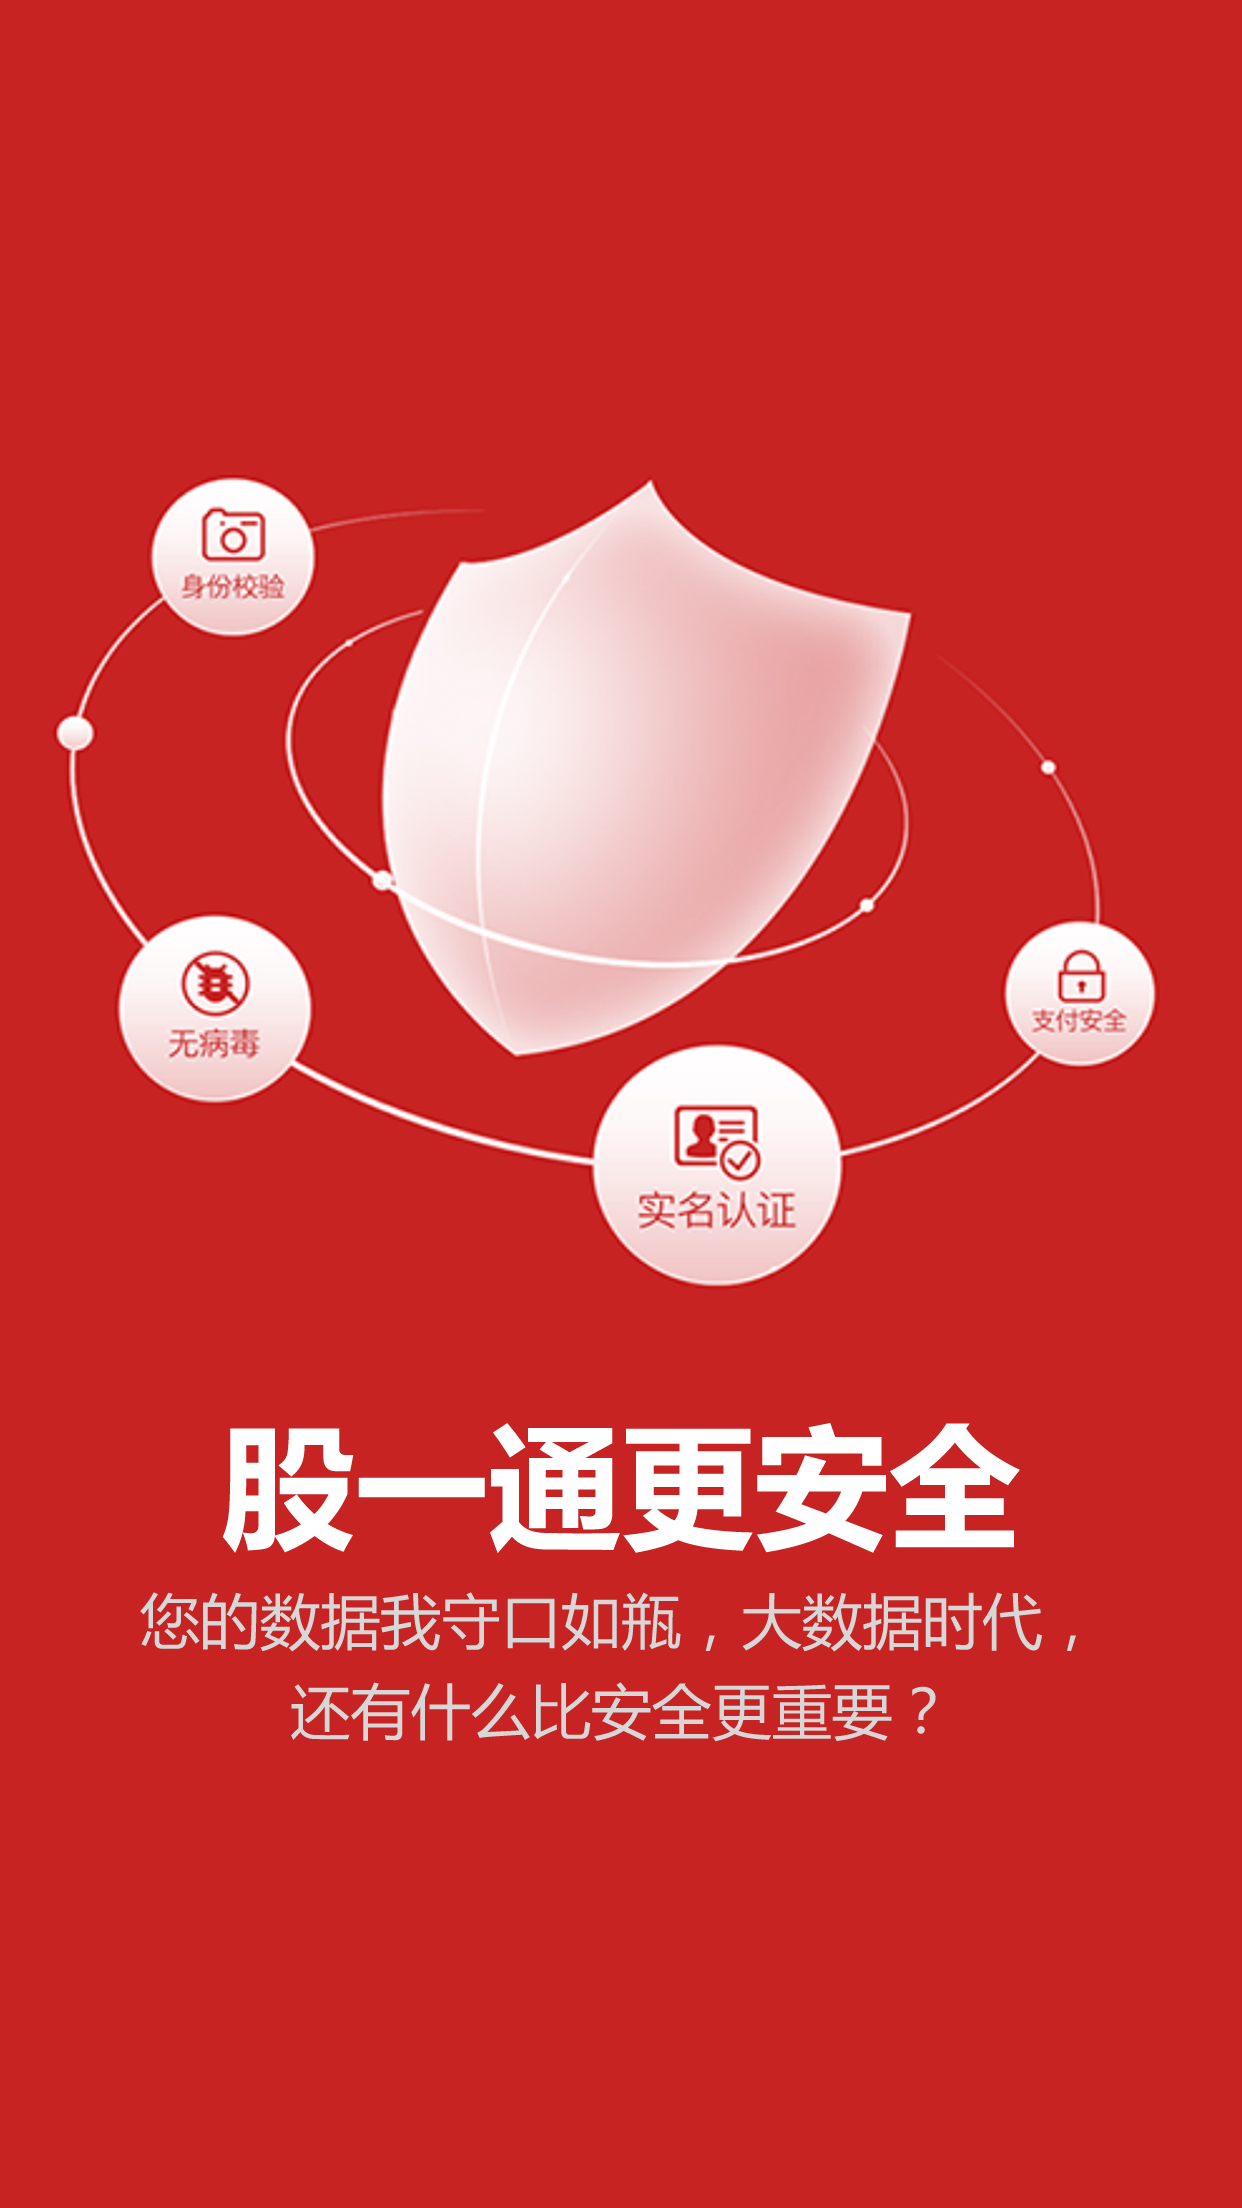 身份校验
无病毒
支付安全
实名认证
股一通更安全
您的数据我守口如瓶，大数据时代，
还有什么比安全更重要？